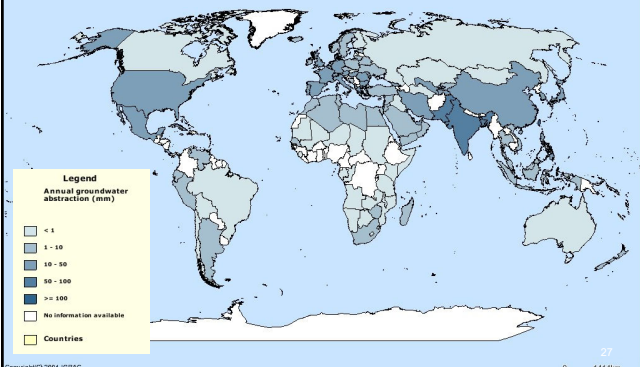 Legend
Annual groundwater
abstraction (mm)
< 1
1 - 10
10 - 50
50 - 100
>= 100
No information available
Countries
27